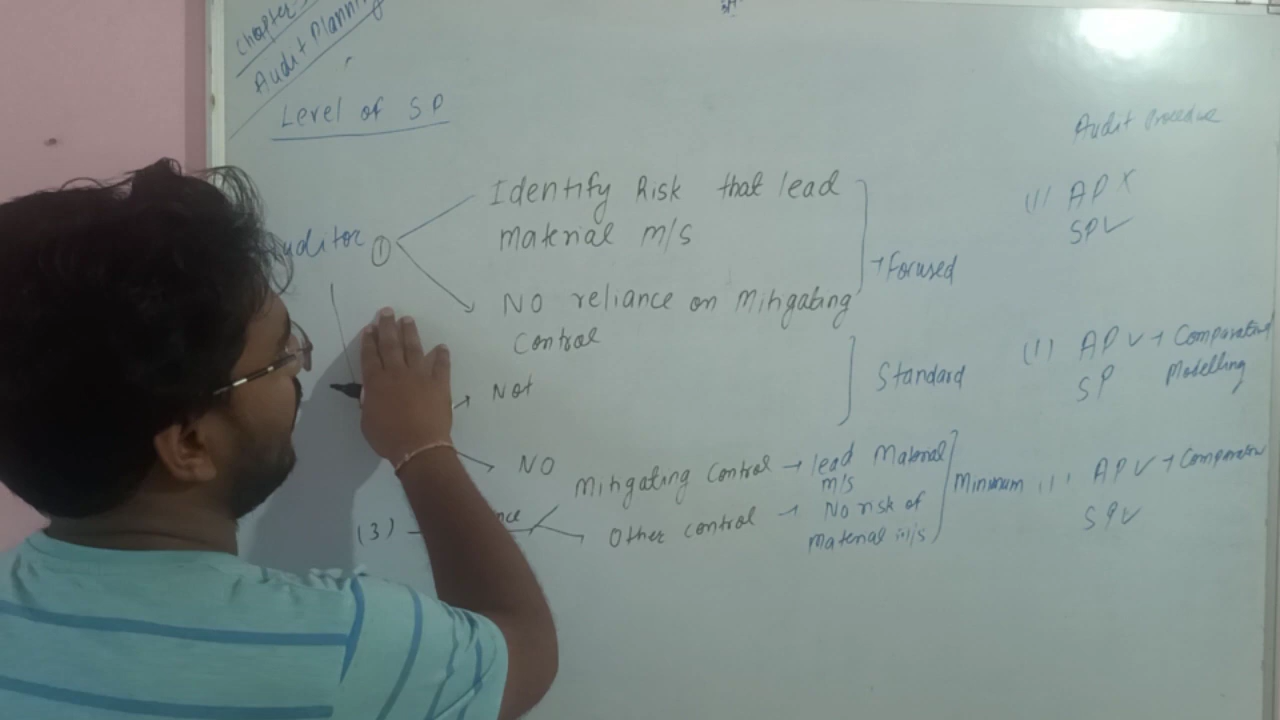 Chapter
Audit Planning
Level of SP
Audit Procedure
Identify Risk that lead
material m/s
(1) AP X
SP ✓
uditor ①
→ Focused
NO reliance on Mitigating
Control
Standard
(1) AP ✓ → Comparative
Modelling
SP
→ Not
→ NO
Mitigating Control → lead Material
m/s
Minimum
(1) AP ✓ →
SP ✓
(3)
nce
Other control → No risk of
material m/s